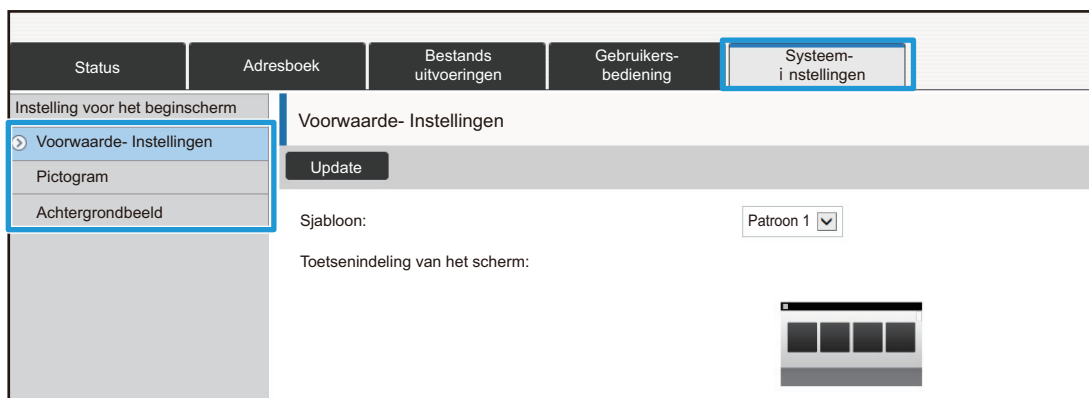 Status
Adresboek
Bestands
uitvoeringen
Gebruikers-
bediening
Systeem-
i nstellingen
Instelling voor het beginscherm
Voorwaarde- Instellingen
Pictogram
Achtergrondbeeld
Voorwaarde- Instellingen
Update
Sjabloon:
Patroon 1
Toetsenindeling van het scherm: